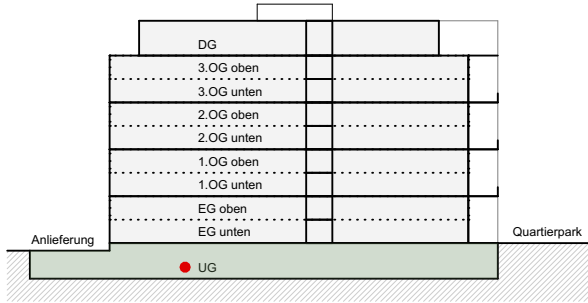 DG
3.OG oben
3.OG unten
2.OG oben
2.OG unten
1.OG oben
1.OG unten
EG oben
EG unten
Anlieferung
Quartierpark
UG